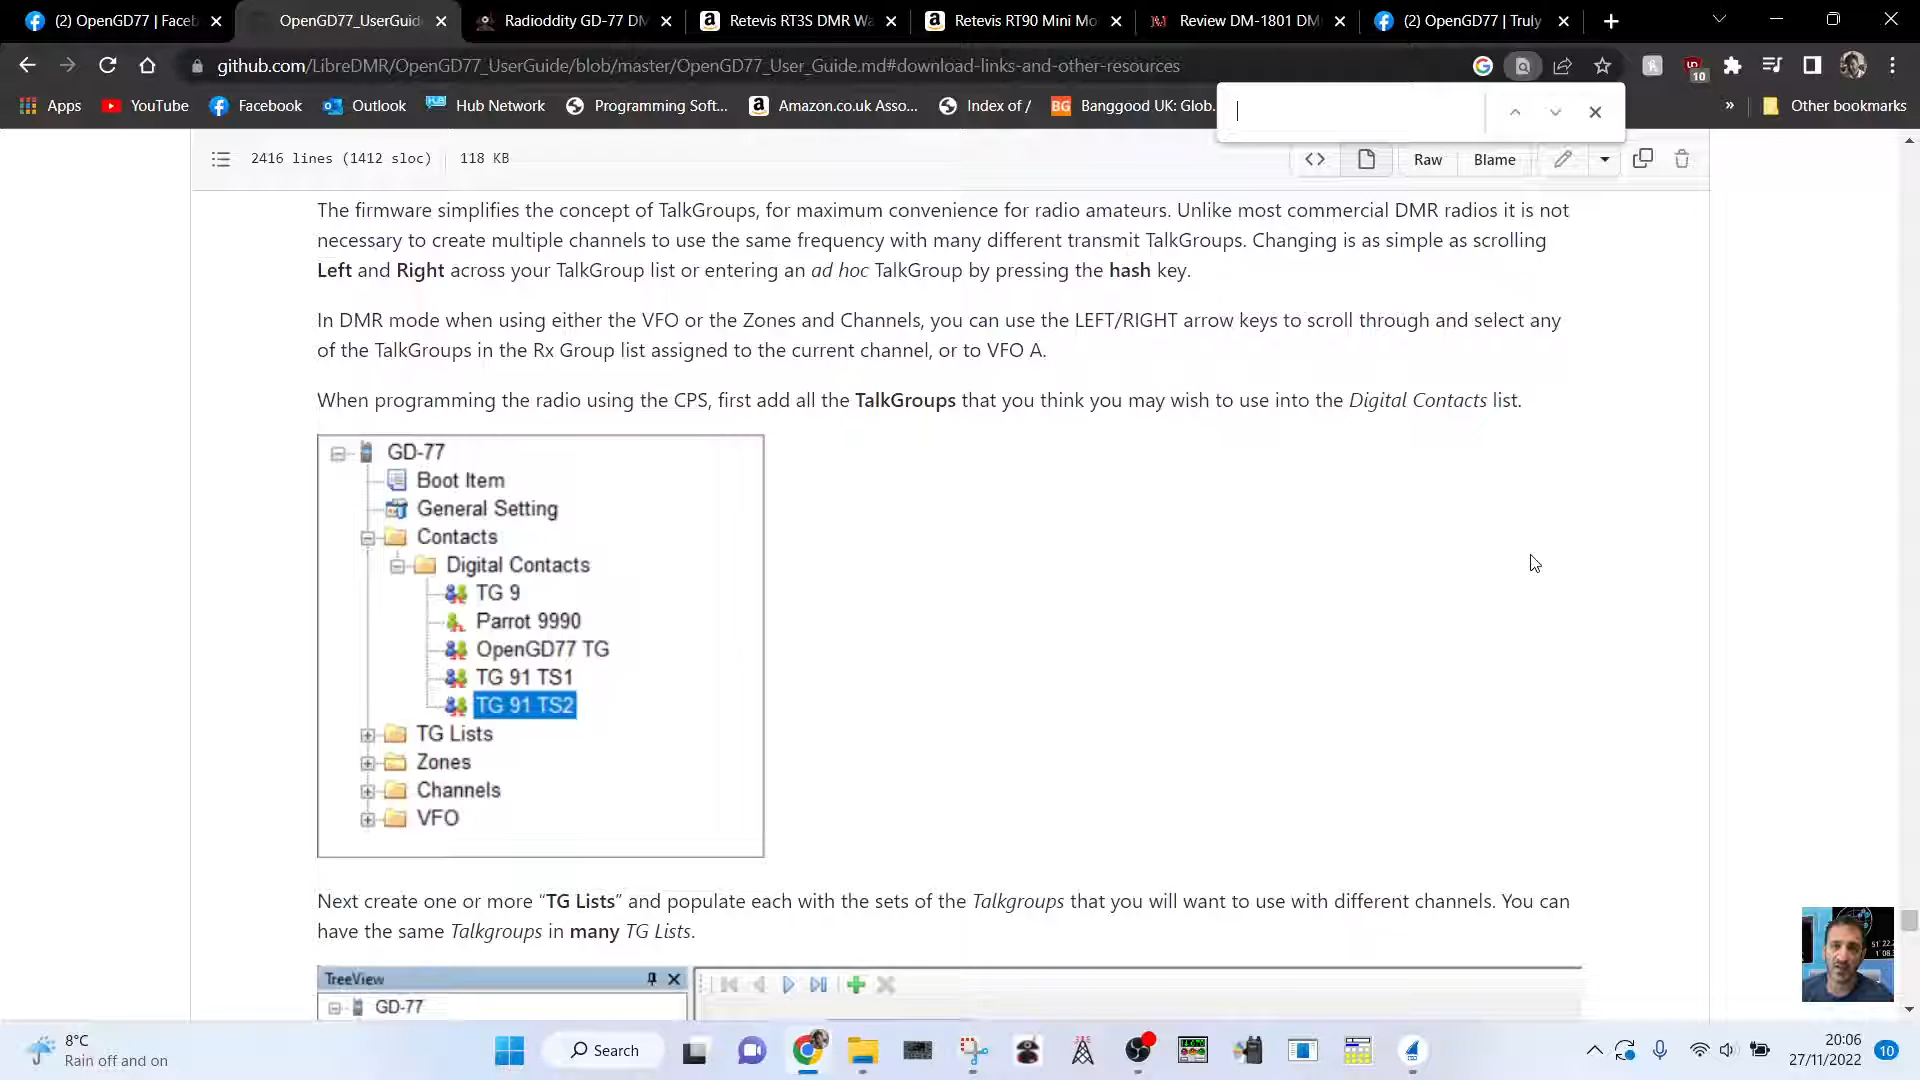 (2) OpenGD77 | Faceb
OpenGD77_UserGuid
Radioddity GD-77 DM
Retevis RT3S DMR Wa
Retevis RT90 Mini Mo
Review DM-1801 DM
(2) OpenGD77 | Truly
github.com/LibreDMR/OpenGD77_UserGuide/blob/master/OpenGD77_User_Guide.md#download-links-and-other-resources
10
Apps
YouTube
Facebook
Outlook
Hub Network
Programming Soft...
Amazon.co.uk Asso...
Index of /
BG
Banggood UK: Glob.
»
Other bookmarks
2416 lines (1412 sloc)
118 KB
<>
Raw
Blame
The firmware simplifies the concept of TalkGroups, for maximum convenience for radio amateurs. Unlike most commercial DMR radios it is not
necessary to create multiple channels to use the same frequency with many different transmit TalkGroups. Changing is as simple as scrolling
Left and Right across your TalkGroup list or entering an ad hoc TalkGroup by pressing the hash key.
In DMR mode when using either the VFO or the Zones and Channels, you can use the LEFT/RIGHT arrow keys to scroll through and select any
of the TalkGroups in the Rx Group list assigned to the current channel, or to VFO A.
When programming the radio using the CPS, first add all the TalkGroups that you think you may wish to use into the Digital Contacts list.
GD-77
Boot Item
General Setting
Contacts
Digital Contacts
TG 9
Parrot 9990
OpenGD77 TG
TG 91 TS1
TG 91 TS2
TG Lists
Zones
Channels
VFO
Next create one or more “TG Lists” and populate each with the sets of the Talkgroups that you will want to use with different channels. You can
have the same Talkgroups in many TG Lists.
TreeView
GD-77
8°C
Rain off and on
Search
20:06
27/11/2022
10